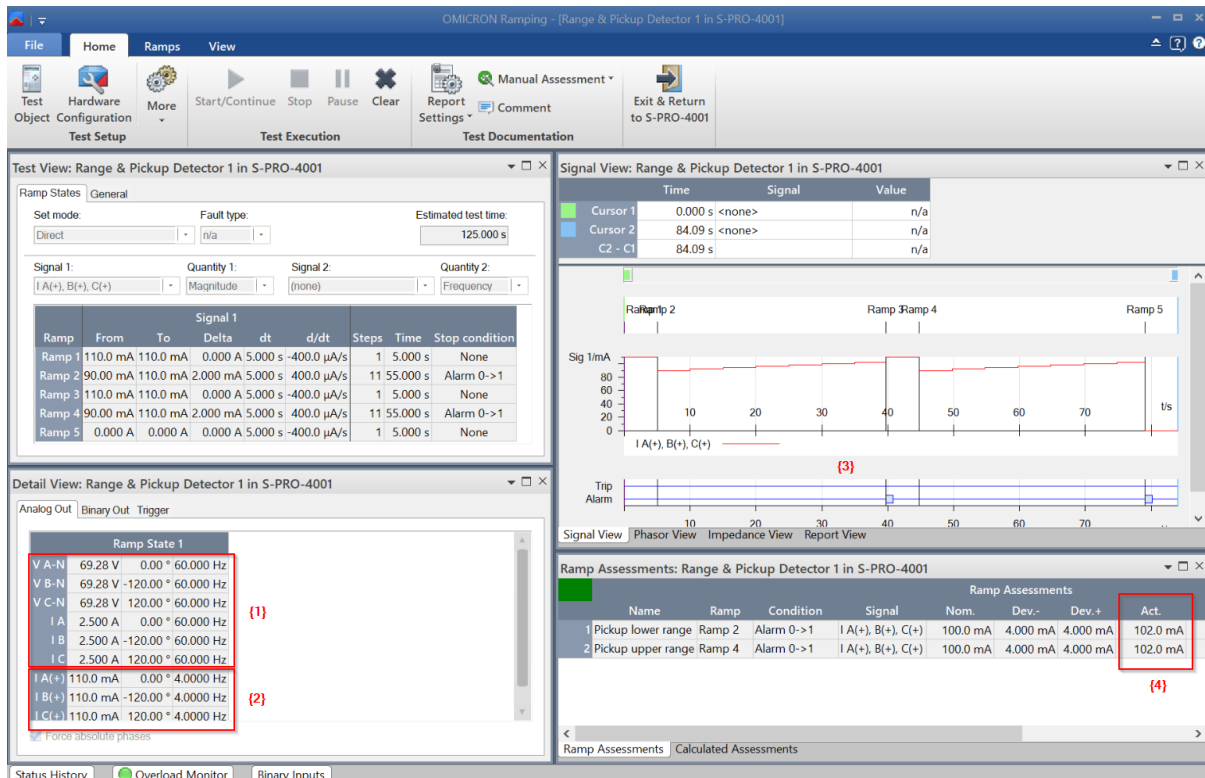 OMICRON Ramping - [Range & Pickup Detector 1 in S-PRO-4001]
File Home Ramps View
Test Object
Hardware Configuration
More
Test Setup
Start/Continue Stop Pause Clear
Test Execution
Report Settings
Manual Assessment
Comment
Test Documentation
Exit & Return to S-PRO-4001
Test View: Range & Pickup Detector 1 in S-PRO-4001
Ramp States General
Set mode: Fault type: Estimated test time:
Direct n/a 125.000 s
Signal 1: Quantity 1: Signal 2: Quantity 2:
I A(+), B(+), C(+) Magnitude (none) Frequency
Signal 1
Ramp From To Delta dt d/dt Steps Time Stop condition
Ramp 1 110.0 mA 110.0 mA 0.000 A 5.000 s -400.0 µA/s 1 5.000 s None
Ramp 2 90.00 mA 110.0 mA 2.000 mA 5.000 s 400.0 µA/s 11 55.000 s Alarm 0->1
Ramp 3 110.0 mA 110.0 mA 0.000 A 5.000 s -400.0 µA/s 1 5.000 s None
Ramp 4 90.00 mA 110.0 mA 2.000 mA 5.000 s 400.0 µA/s 11 55.000 s Alarm 0->1
Ramp 5 0.000 A 0.000 A 0.000 A 5.000 s -400.0 µA/s 1 5.000 s None
Detail View: Range & Pickup Detector 1 in S-PRO-4001
Analog Out Binary Out Trigger
Ramp State 1
V A-N 69.28 V 0.00 ° 60.000 Hz
V B-N 69.28 V -120.00 ° 60.000 Hz
V C-N 69.28 V 120.00 ° 60.000 Hz
I A 2.500 A 0.00 ° 60.000 Hz
I B 2.500 A -120.00 ° 60.000 Hz
I C 2.500 A 120.00 ° 60.000 Hz
{1}
I A(+) 110.0 mA 0.00 ° 4.0000 Hz
I B(+) 110.0 mA -120.00 ° 4.0000 Hz
I C(+) 110.0 mA 120.00 ° 4.0000 Hz
{2}
Force absolute phases
Signal View: Range & Pickup Detector 1 in S-PRO-4001
Time Signal Value
Cursor 1 0.000 s <none> n/a
Cursor 2 84.09 s <none> n/a
C2 - C1 84.09 s n/a
Ramp 1 Ramp 2 Ramp 3 Ramp 4 Ramp 5
Sig 1/mA
80
60
40
20
0
10 20 30 40 50 60 70 t/s
I A(+), B(+), C(+)
{3}
Trip
Alarm
10 20 30 40 50 60 70
Signal View Phasor View Impedance View Report View
Ramp Assessments: Range & Pickup Detector 1 in S-PRO-4001
Ramp Assessments
Name Ramp Condition Signal Nom. Dev.- Dev.+ Act.
1 Pickup lower range Ramp 2 Alarm 0->1 I A(+), B(+), C(+) 100.0 mA 4.000 mA 4.000 mA 102.0 mA
2 Pickup upper range Ramp 4 Alarm 0->1 I A(+), B(+), C(+) 100.0 mA 4.000 mA 4.000 mA 102.0 mA
{4}
Ramp Assessments Calculated Assessments
Status History Overload Monitor Binary Inputs